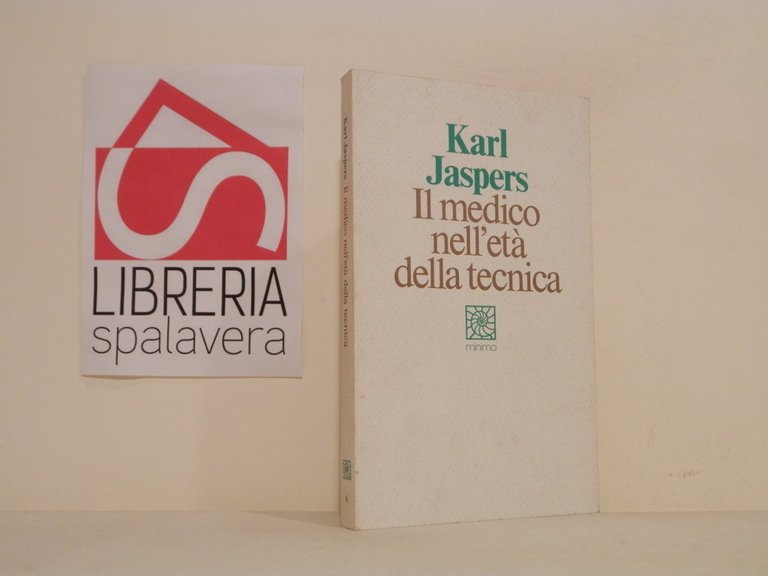 LIBRERIA
spalavera
Karl Jaspers Il medico nell'età della tecnica
Karl
Jaspers
Il medico
nell'età
della tecnica
minima